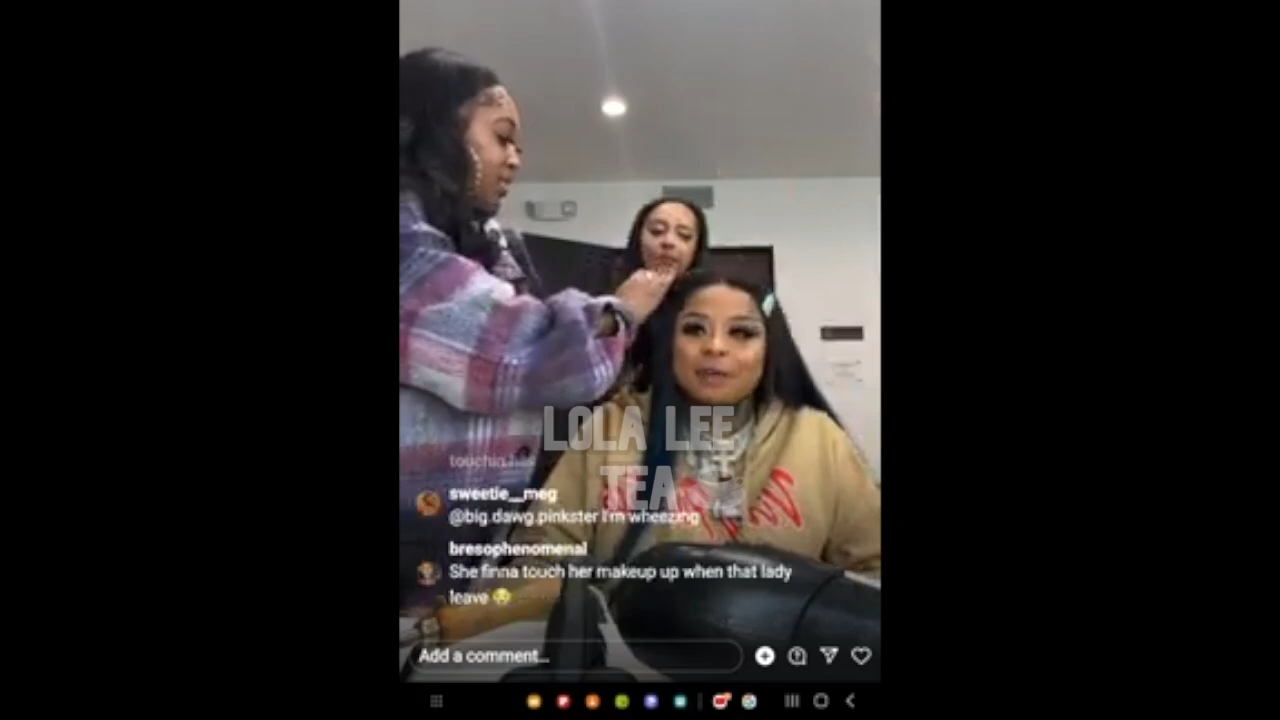 LOLA LEE
TEA
touchin
sweetie__meg
@big.dawg.pinkster I'm wheezing
bresophenomenal
She finna touch her makeup up when that lady
leave 😭
Add a comment...